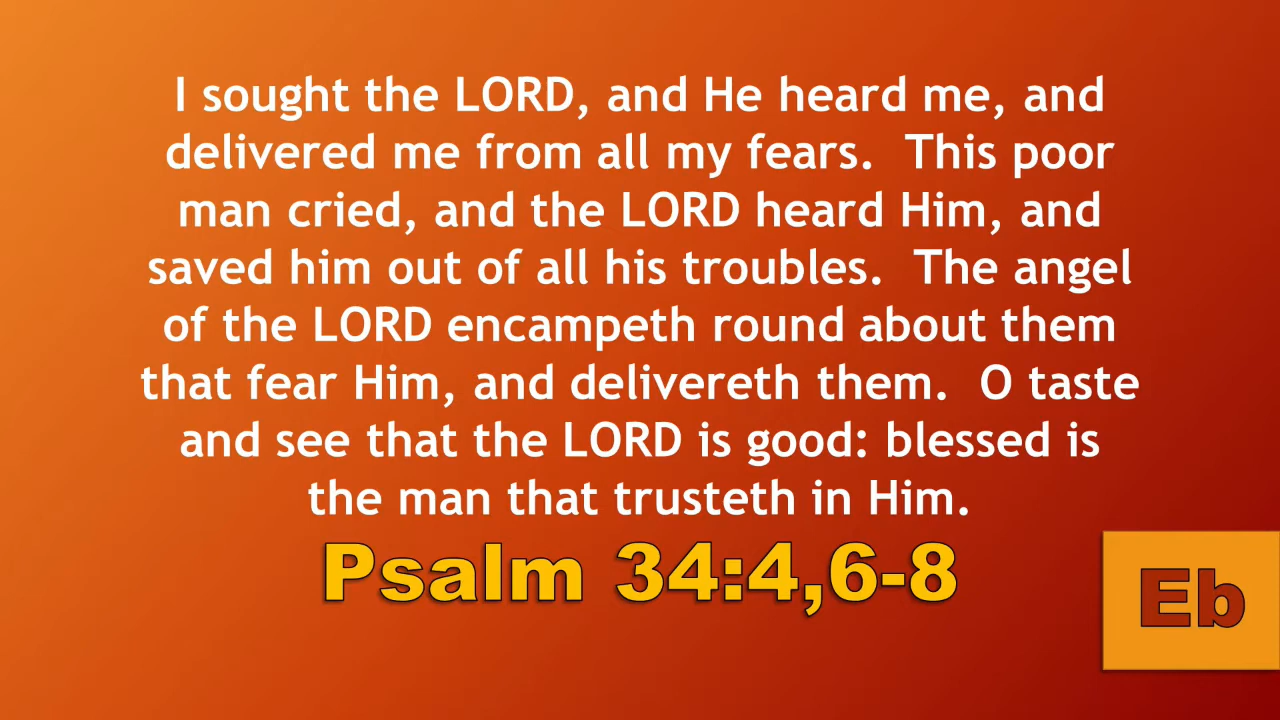 I sought the LORD, and He heard me, and
delivered me from all my fears.  This poor
man cried, and the LORD heard Him, and
saved him out of all his troubles.  The angel
of the LORD encampeth round about them
that fear Him, and delivereth them.  O taste
and see that the LORD is good: blessed is
the man that trusteth in Him.
Psalm 34:4,6-8
Eb